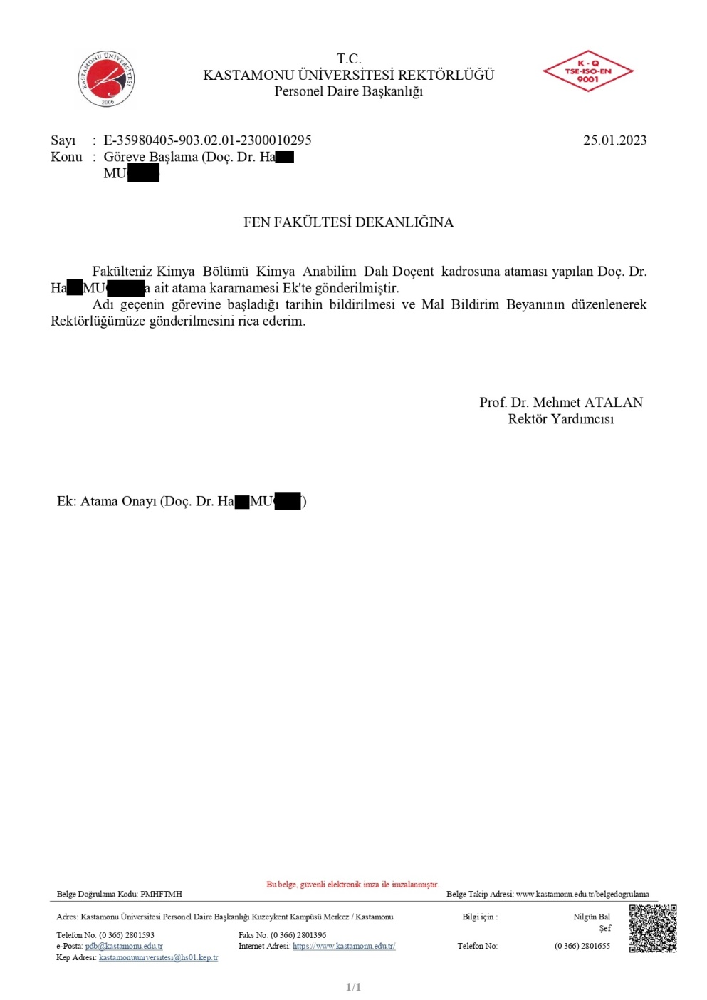 KASTAMONU ÜNİVERSİTESİ
2006
T.C.
KASTAMONU ÜNİVERSİTESİ REKTÖRLÜĞÜ
Personel Daire Başkanlığı
K - Q
TSE-ISO-EN
9001
Sayı : E-35980405-903.02.01-2300010295
25.01.2023
Konu : Göreve Başlama (Doç. Dr. Ha
MU
FEN FAKÜLTESİ DEKANLIĞINA
Fakülteniz Kimya Bölümü Kimya Anabilim Dalı Doçent kadrosuna ataması yapılan Doç. Dr.
Ha MU a ait atama kararnamesi Ek'te gönderilmiştir.
Adı geçenin görevine başladığı tarihin bildirilmesi ve Mal Bildirim Beyanının düzenlenerek
Rektörlüğümüze gönderilmesini rica ederim.
Prof. Dr. Mehmet ATALAN
Rektör Yardımcısı
Ek: Atama Onayı (Doç. Dr. Ha MU )
Bu belge, güvenli elektronik imza ile imzalanmıştır.
Belge Doğrulama Kodu: PMHFTMH
Belge Takip Adresi: www.kastamonu.edu.tr/belgedogrulama
Adres: Kastamonu Üniversitesi Personel Daire Başkanlığı Kuzeykent Kampüsü Merkez / Kastamonu
Bilgi için : Nilgün Bal
Şef
Telefon No: (0 366) 2801593
Faks No: (0 366) 2801396
e-Posta: pdb@kastamonu.edu.tr
İnternet Adresi: https://www.kastamonu.edu.tr/
Telefon No: (0 366) 2801655
Kep Adresi: kastamonuuniversitesi@hs01.kep.tr
1/1